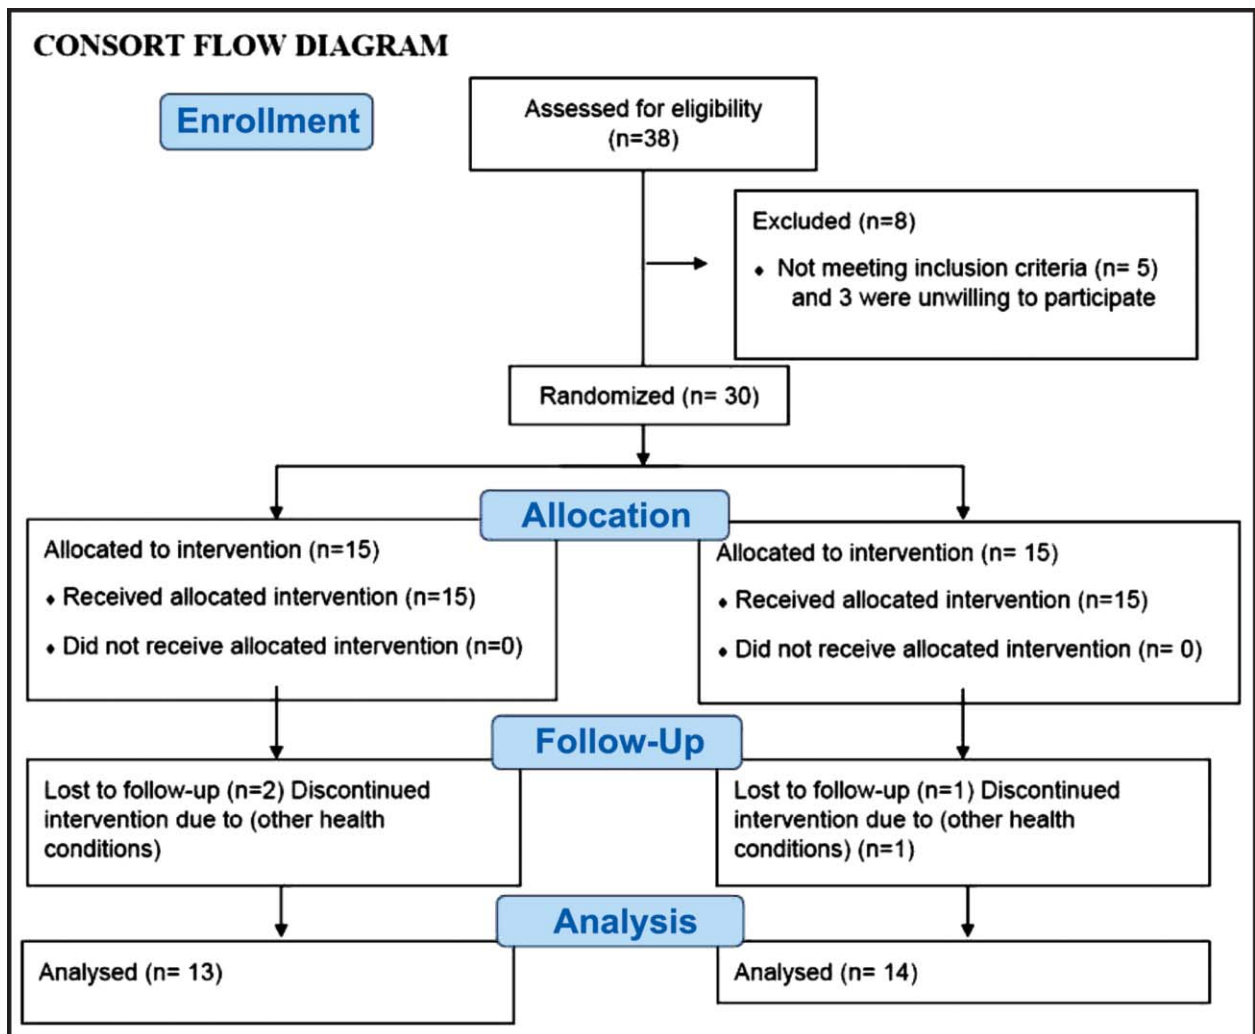 CONSORT FLOW DIAGRAM
Enrollment
Assessed for eligibility
(n=38)
Excluded (n=8)
♦ Not meeting inclusion criteria (n= 5)
and 3 were unwilling to participate
Randomized (n= 30)
Allocation
Allocated to intervention (n=15)
♦ Received allocated intervention (n=15)
♦ Did not receive allocated intervention (n=0)
Allocated to intervention (n= 15)
♦ Received allocated intervention (n=15)
♦ Did not receive allocated intervention (n= 0)
Follow-Up
Lost to follow-up (n=2) Discontinued
intervention due to (other health
conditions)
Lost to follow-up (n=1) Discontinued
intervention due to (other health
conditions) (n=1)
Analysis
Analysed (n= 13)
Analysed (n= 14)